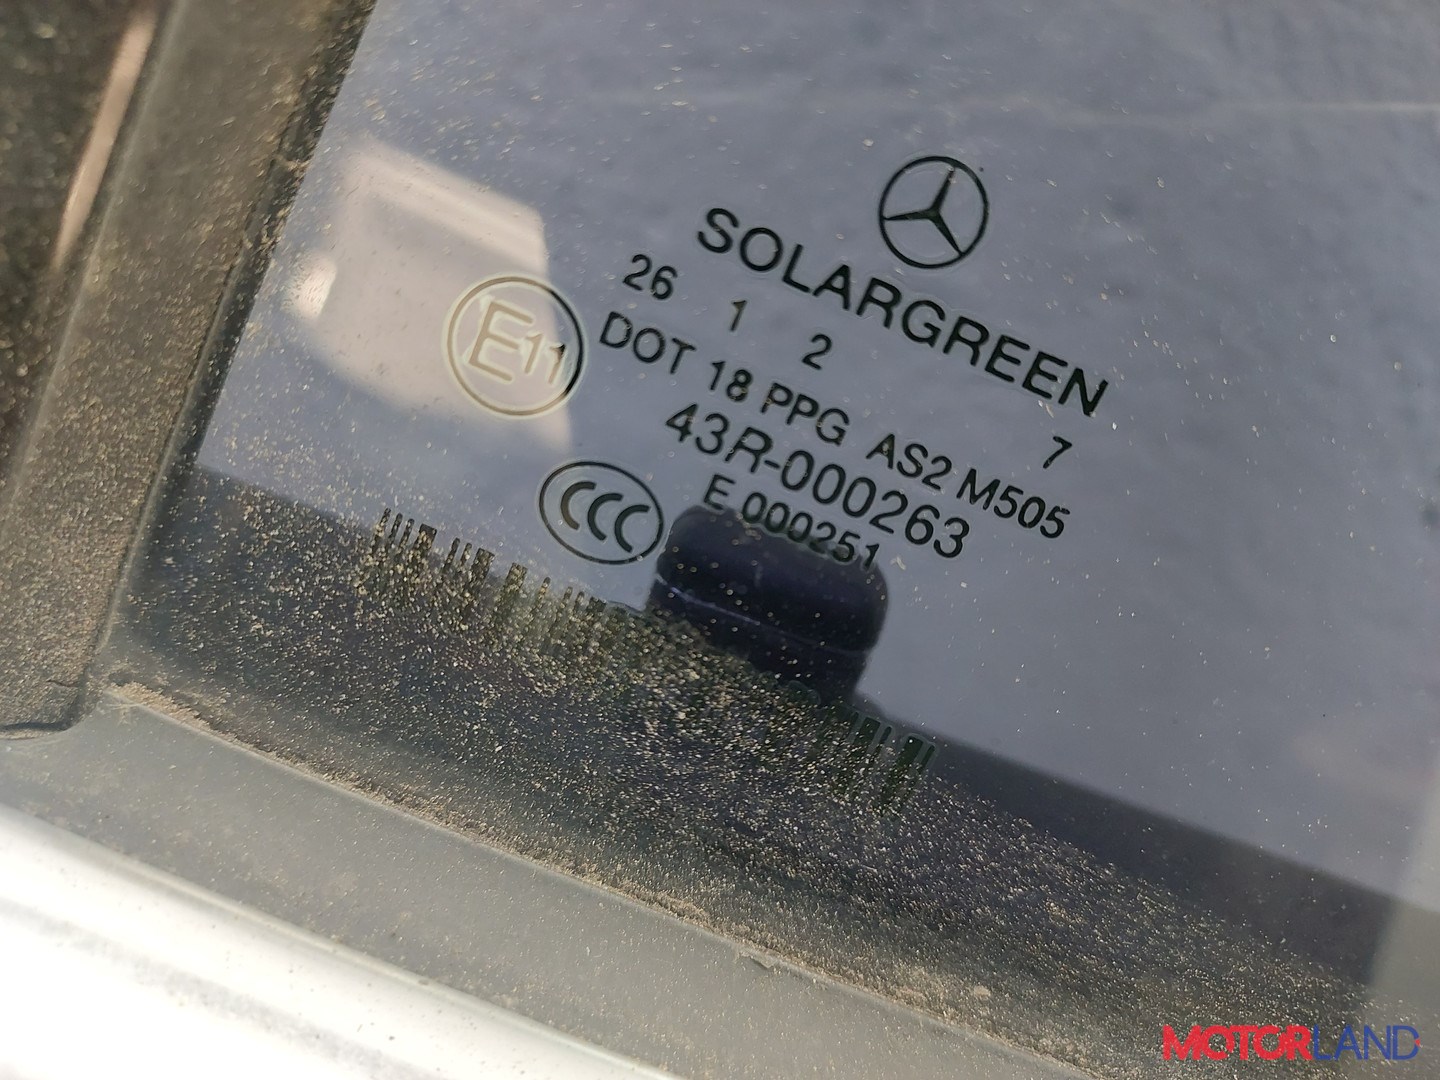 SOLARGREEN
26 1 2 7
DOT 18 PPG AS2 M505
E11
43R-000263
E 000251
CCC
MOTORLAND